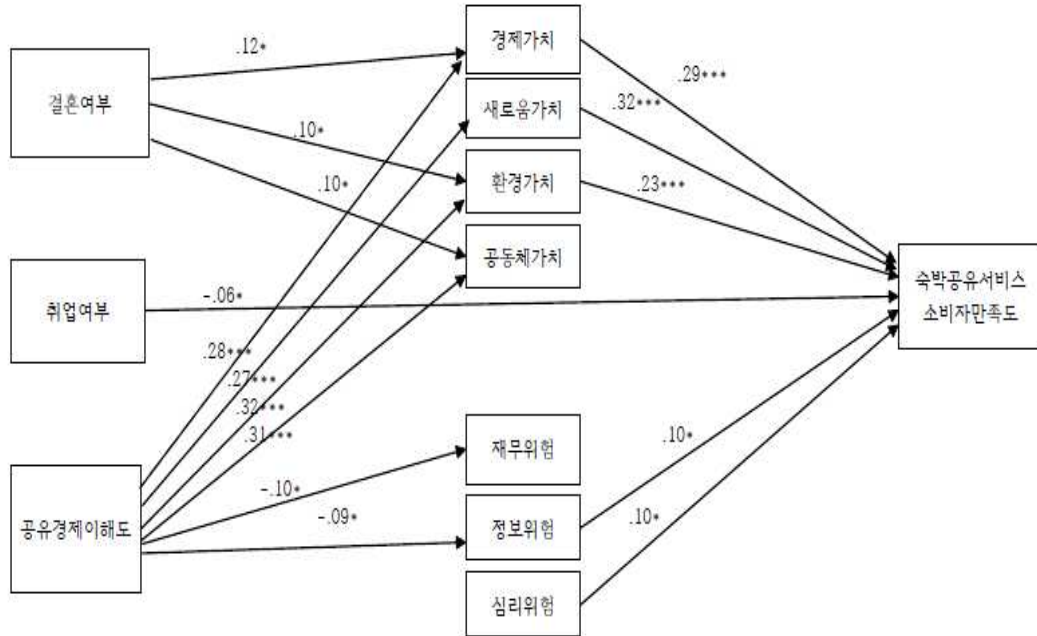 경제가치
.12*
.29***
결혼여부
새로움가치
.32***
.10*
환경가치
.23***
.10*
공동체가치
숙박공유서비스
소비자만족도
취업여부
-.06*
.28***
.27***
.32***
.31***
.10*
재무위험
-.10*
공유경제이해도
-.09*
정보위험
.10*
심리위험